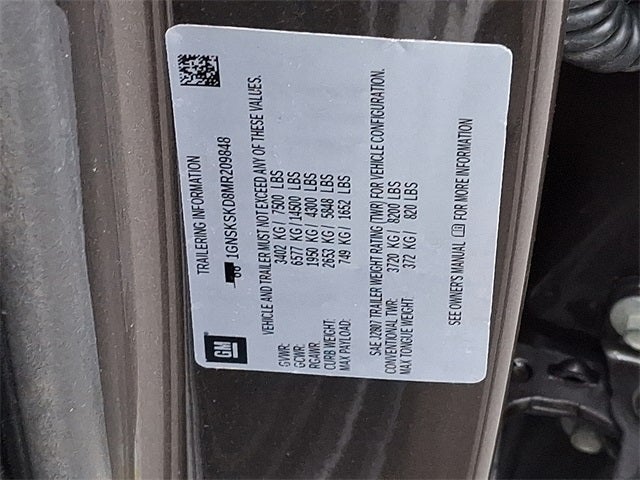 TRAILERING INFORMATION
GM
1GNSKSKD8MR209848
VEHICLE AND TRAILER MUST NOT EXCEED ANY OF THESE VALUES.
GVWR: 3402 KG / 7500 LBS
GCWR: 6577 KG / 14500 LBS
RGAWR: 1950 KG / 4300 LBS
CURB WEIGHT: 2653 KG / 5848 LBS
MAX PAYLOAD: 749 KG / 1652 LBS
SAE J2807 TRAILER WEIGHT RATING (TWR) FOR VEHICLE CONFIGURATION.
CONVENTIONAL TWR: 3720 KG / 8200 LBS
MAX TONGUE WEIGHT: 372 KG / 820 LBS
SEE OWNER'S MANUAL FOR MORE INFORMATION